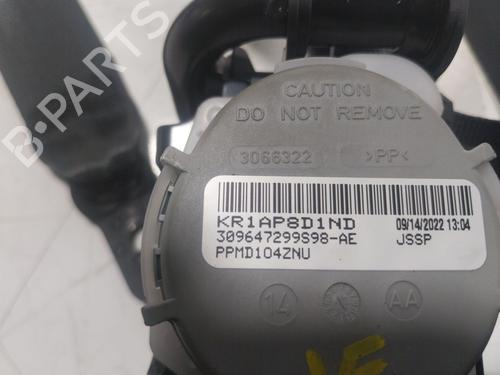 B-PARTS
CAUTION
DO NOT REMOVE
3066322 >PP<
KR1AP8D1ND 09/14/2022 13:04
309647299S98-AE JSSP
PPMD104ZNU
14 AA